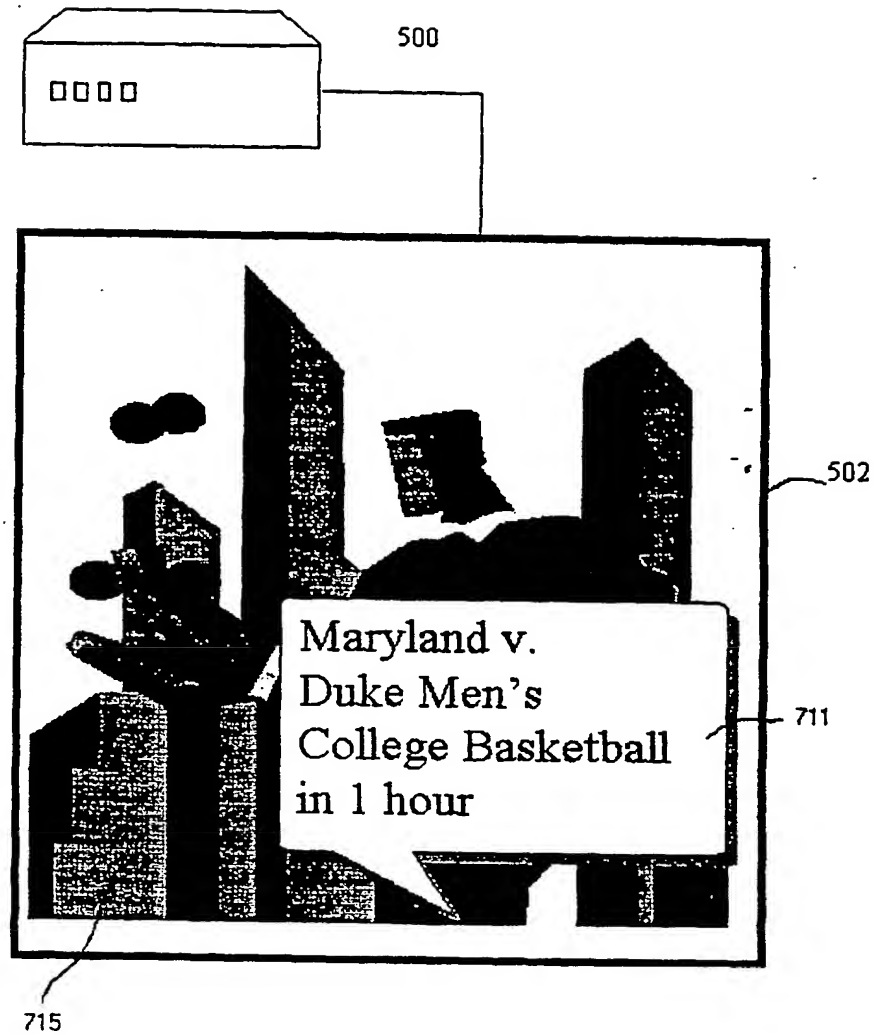 500
502
Maryland v.
Duke Men's
College Basketball
in 1 hour
711
715